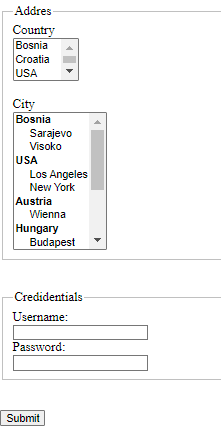 Addres
Country
Bosnia
Croatia
USA
City
Bosnia
Sarajevo
Visoko
USA
Los Angeles
New York
Austria
Wienna
Hungary
Budapest
Credidentials
Username:
Password:
Submit